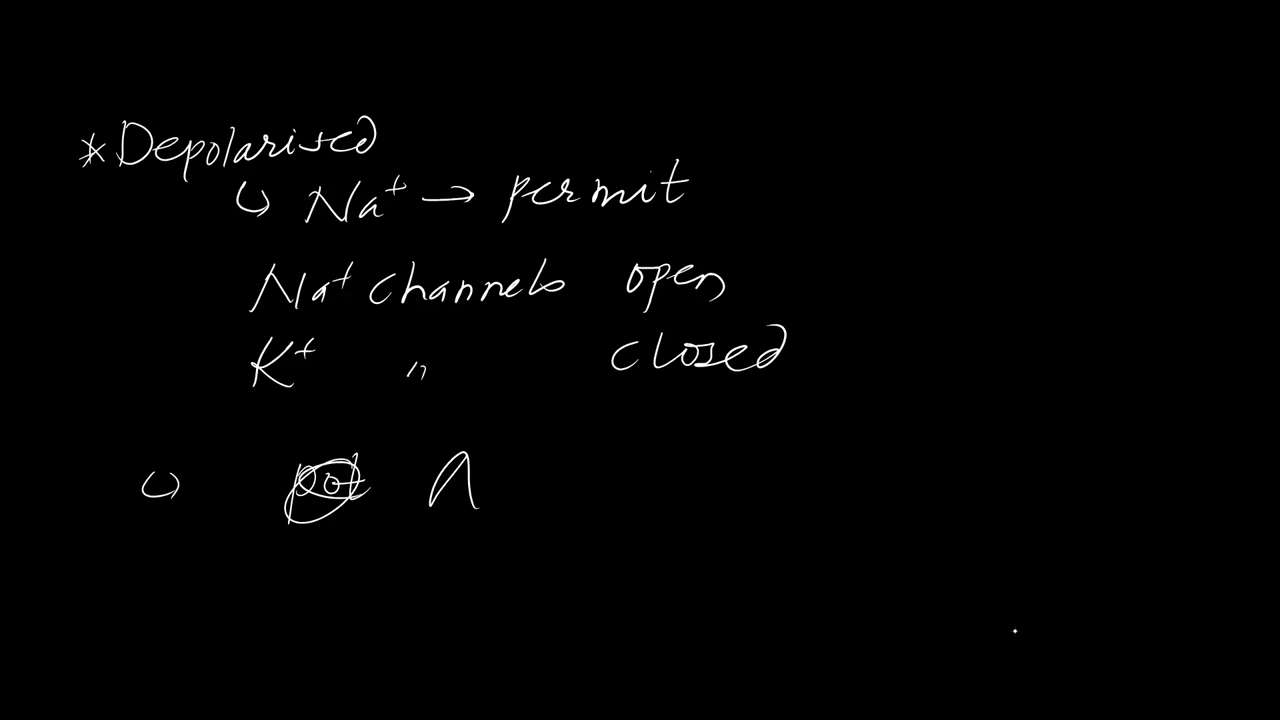 * Depolarised
↳ Na⁺ → permit
Na⁺ channels open
K⁺ " closed
↳ A